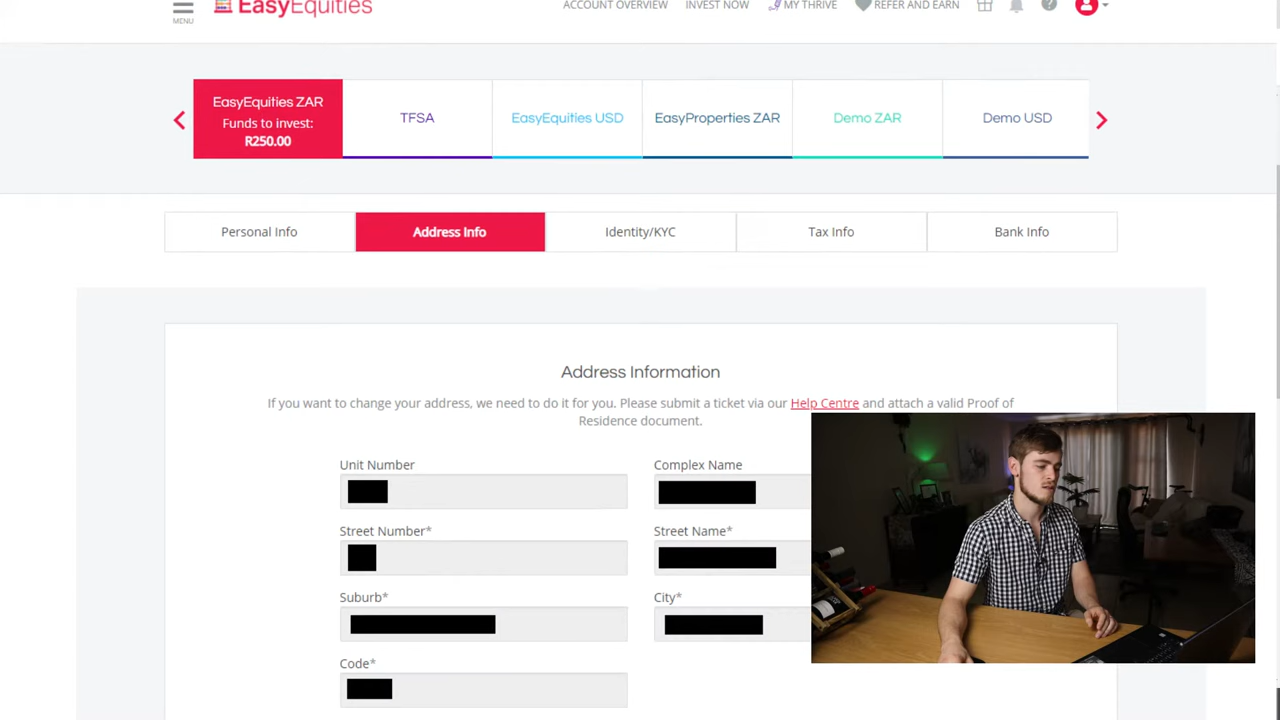 MENU
EasyEquities
ACCOUNT OVERVIEW INVEST NOW MY THRIVE REFER AND EARN
EasyEquities ZAR
Funds to invest:
R250.00
TFSA
EasyEquities USD
EasyProperties ZAR
Demo ZAR
Demo USD
Personal Info
Address Info
Identity/KYC
Tax Info
Bank Info
Address Information
If you want to change your address, we need to do it for you. Please submit a ticket via our Help Centre and attach a valid Proof of
Residence document.
Unit Number
Complex Name
Street Number*
Street Name*
Suburb*
City*
Code*